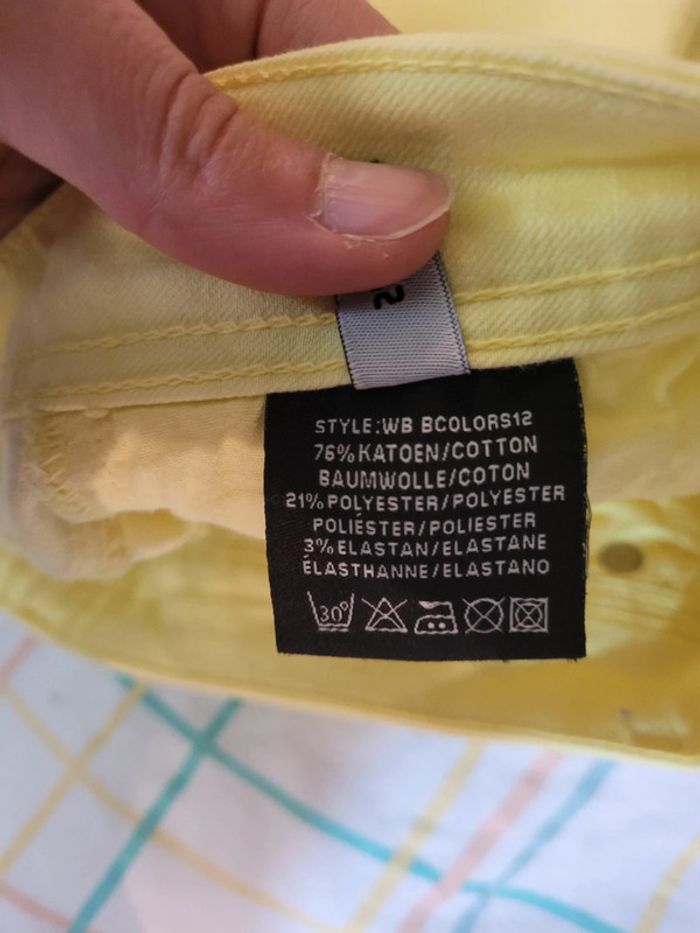 STYLE:WB BCOLORS12
76% KATOEN/COTTON
BAUMWOLLE/COTON
21% POLYESTER/POLYESTER
POLIÉSTER/POLIESTER
3% ELASTAN/ELASTANE
ÉLASTHANNE/ELASTANO
30°